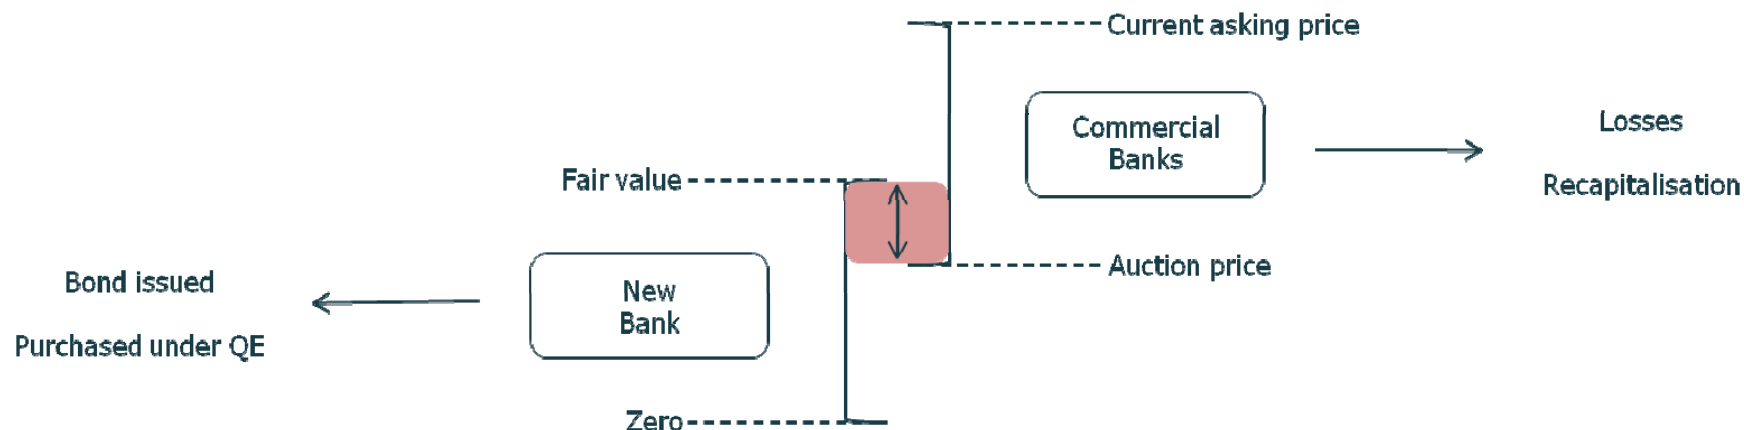 Current asking price
Commercial
Banks
Losses
Recapitalisation
Fair value
Auction price
New
Bank
Bond issued
Purchased under QE
Zero